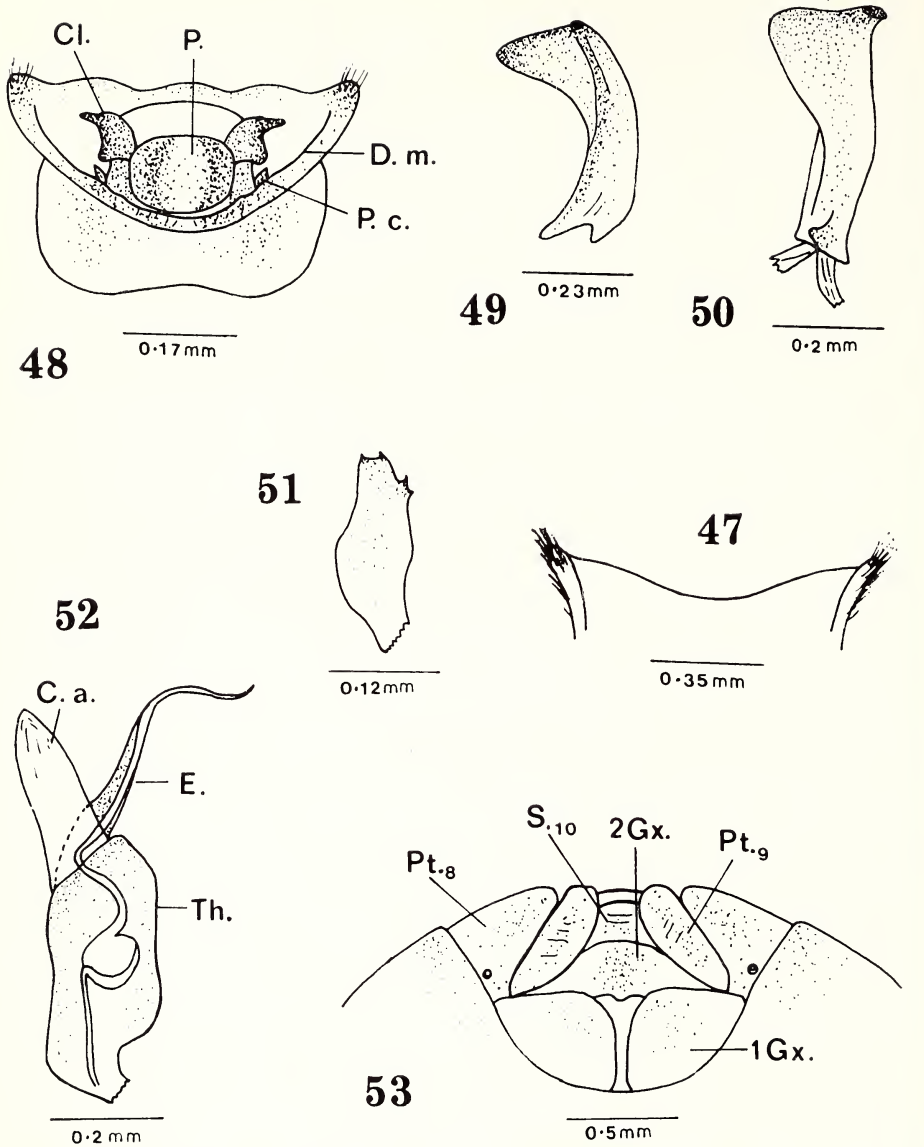 Cl.
P.
D. m.
P. c.
0·17mm
48
49
0·23mm
50
0·2 mm
51
0·12mm
47
0·35mm
52
C. a.
E.
Th.
0·2 mm
S.10
2Gx.
Pt.8
Pt.9
1Gx.
53
0·5mm